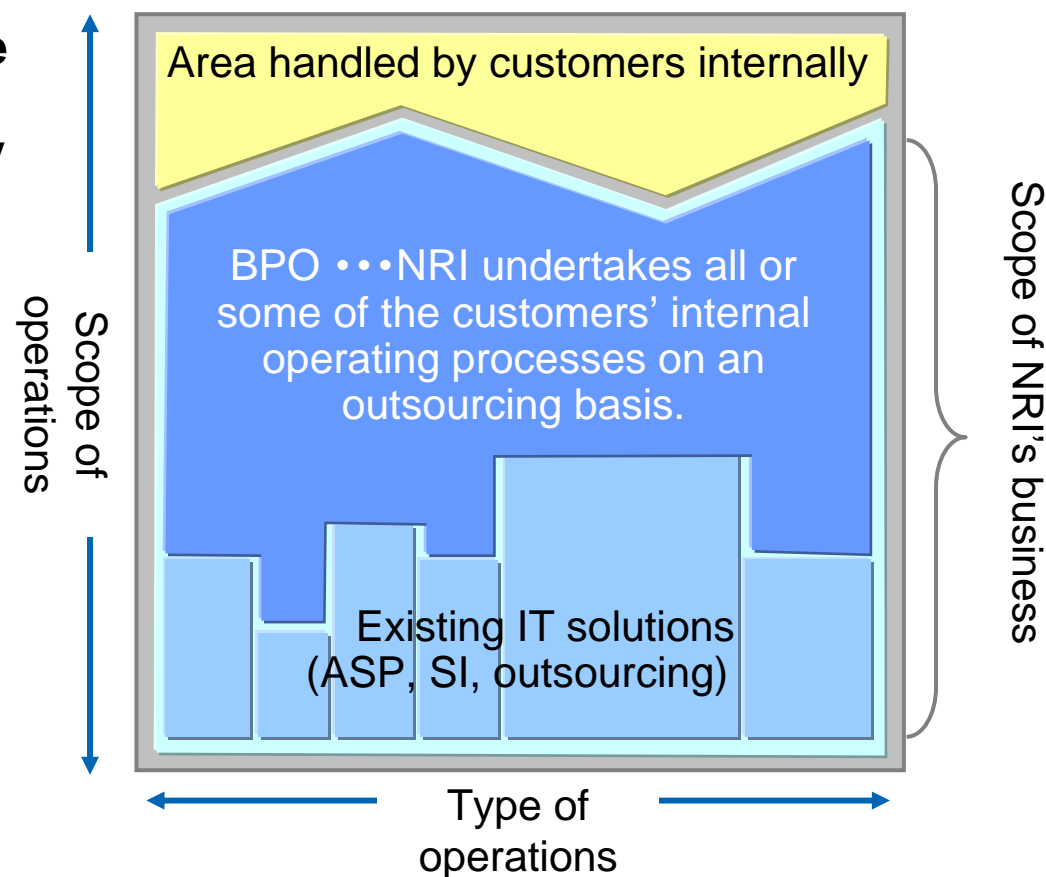 e
y
Area handled by customers internally
BPO •••NRI undertakes all or
some of the customers’ internal
operating processes on an
outsourcing basis.
Existing IT solutions
(ASP, SI, outsourcing)
Scope of
operations
Scope of NRI’s business
Type of
operations